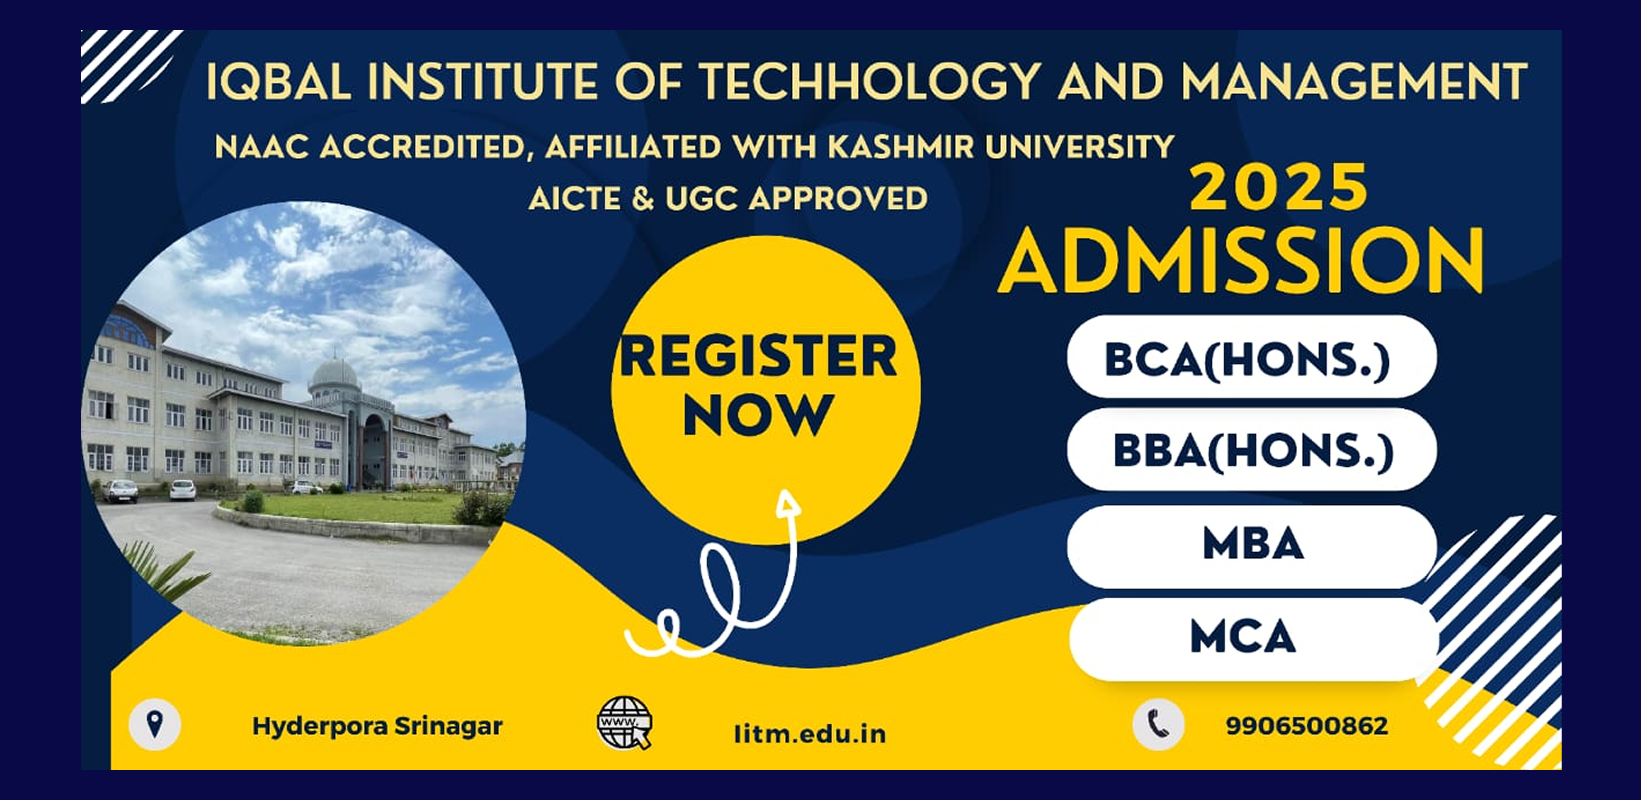 IQBAL INSTITUTE OF TECHHOLOGY AND MANAGEMENT
NAAC ACCREDITED, AFFILIATED WITH KASHMIR UNIVERSITY
AICTE & UGC APPROVED
2025
ADMISSION
REGISTER
NOW
BCA(HONS.)
BBA(HONS.)
MBA
MCA
Hyderpora Srinagar
www.
Iitm.edu.in
9906500862